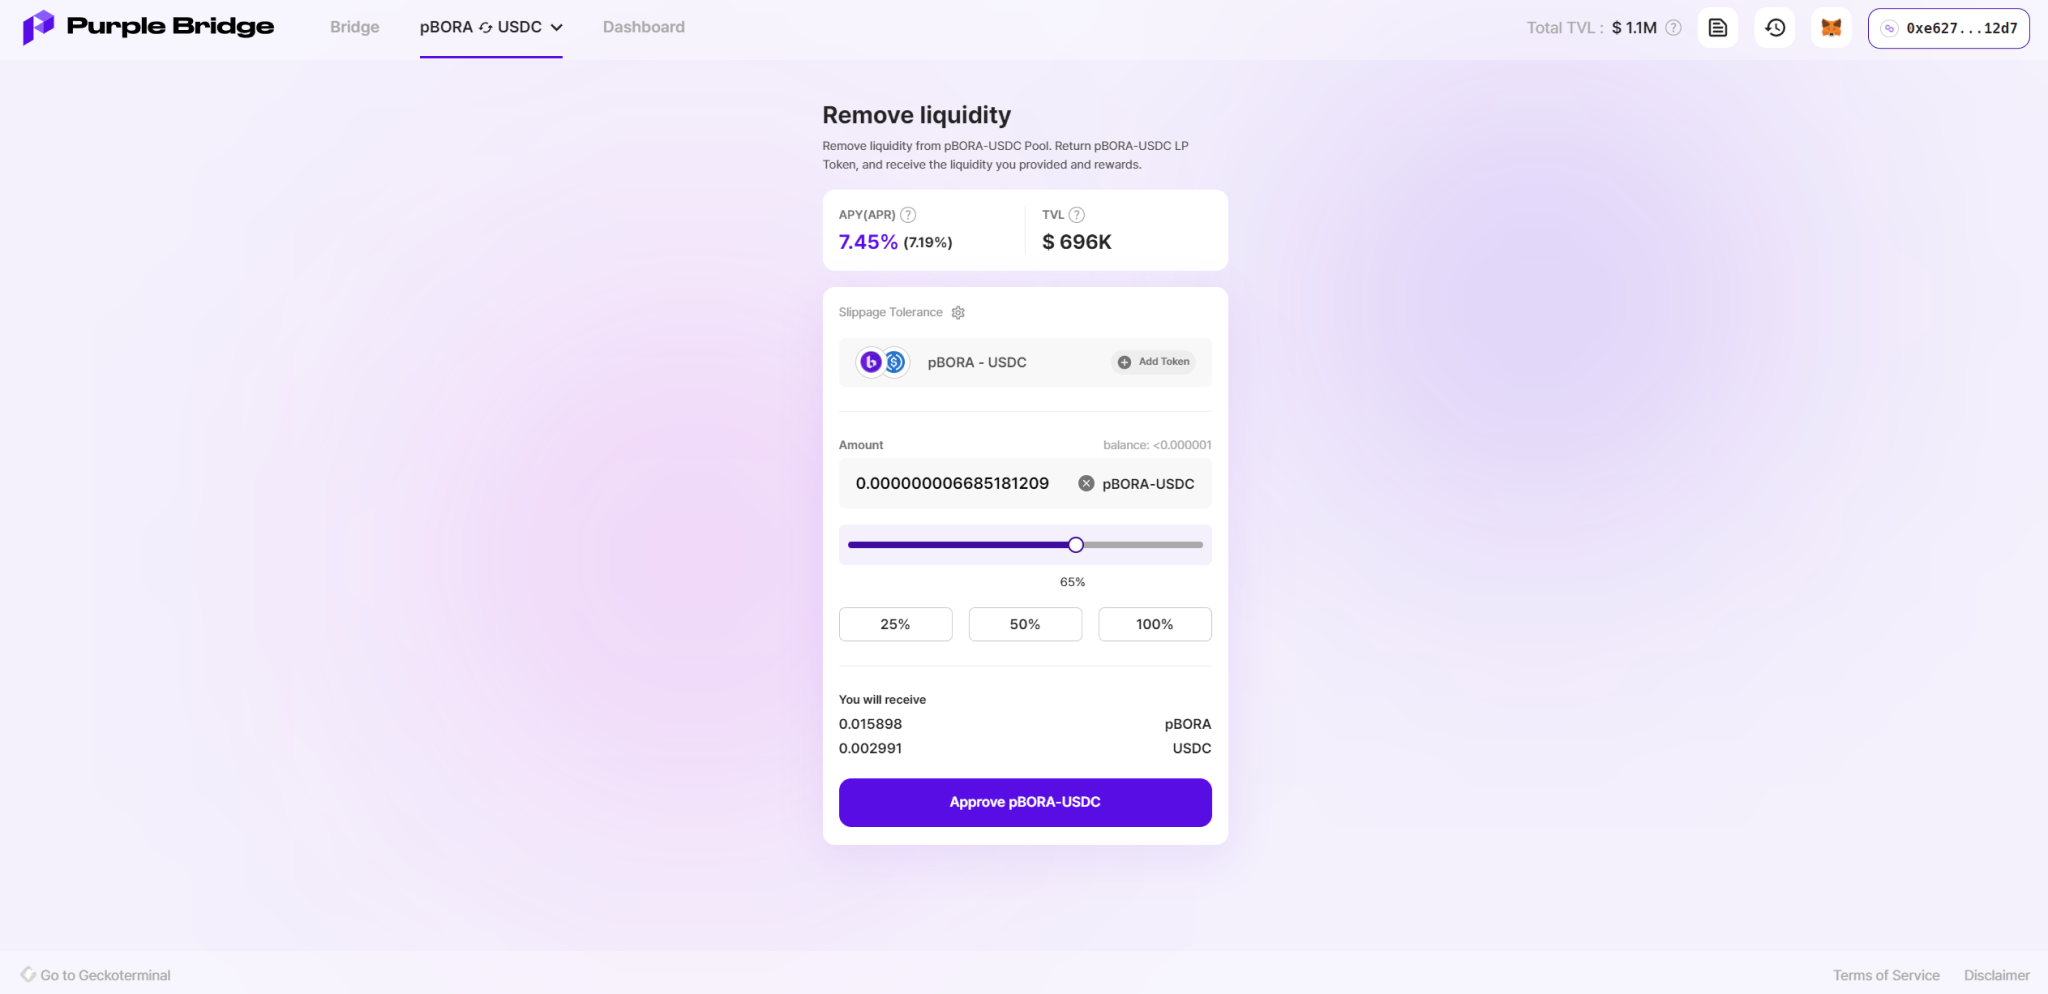 Purple Bridge
Bridge
pBORA USDC
Dashboard
Total TVL : $ 1.1M ?
0xe627...12d7
Remove liquidity
Remove liquidity from pBORA-USDC Pool. Return pBORA-USDC LP
Token, and receive the liquidity you provided and rewards.
APY(APR) ?
7.45% (7.19%)
TVL ?
$ 696K
Slippage Tolerance
pBORA - USDC
Add Token
Amount
balance: <0.000001
0.000000006685181209
pBORA-USDC
65%
25%
50%
100%
You will receive
0.015898
pBORA
0.002991
USDC
Approve pBORA-USDC
Go to Geckoterminal
Terms of Service
Disclaimer